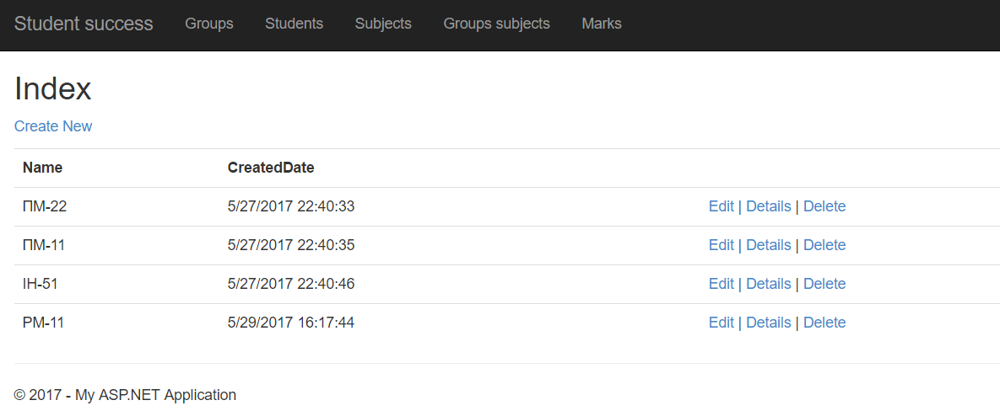 Student success Groups Students Subjects Groups subjects Marks
Index
Create New
Name CreatedDate
ПМ-22 5/27/2017 22:40:33 Edit | Details | Delete
ПМ-11 5/27/2017 22:40:35 Edit | Details | Delete
ІН-51 5/27/2017 22:40:46 Edit | Details | Delete
PM-11 5/29/2017 16:17:44 Edit | Details | Delete
© 2017 - My ASP.NET Application